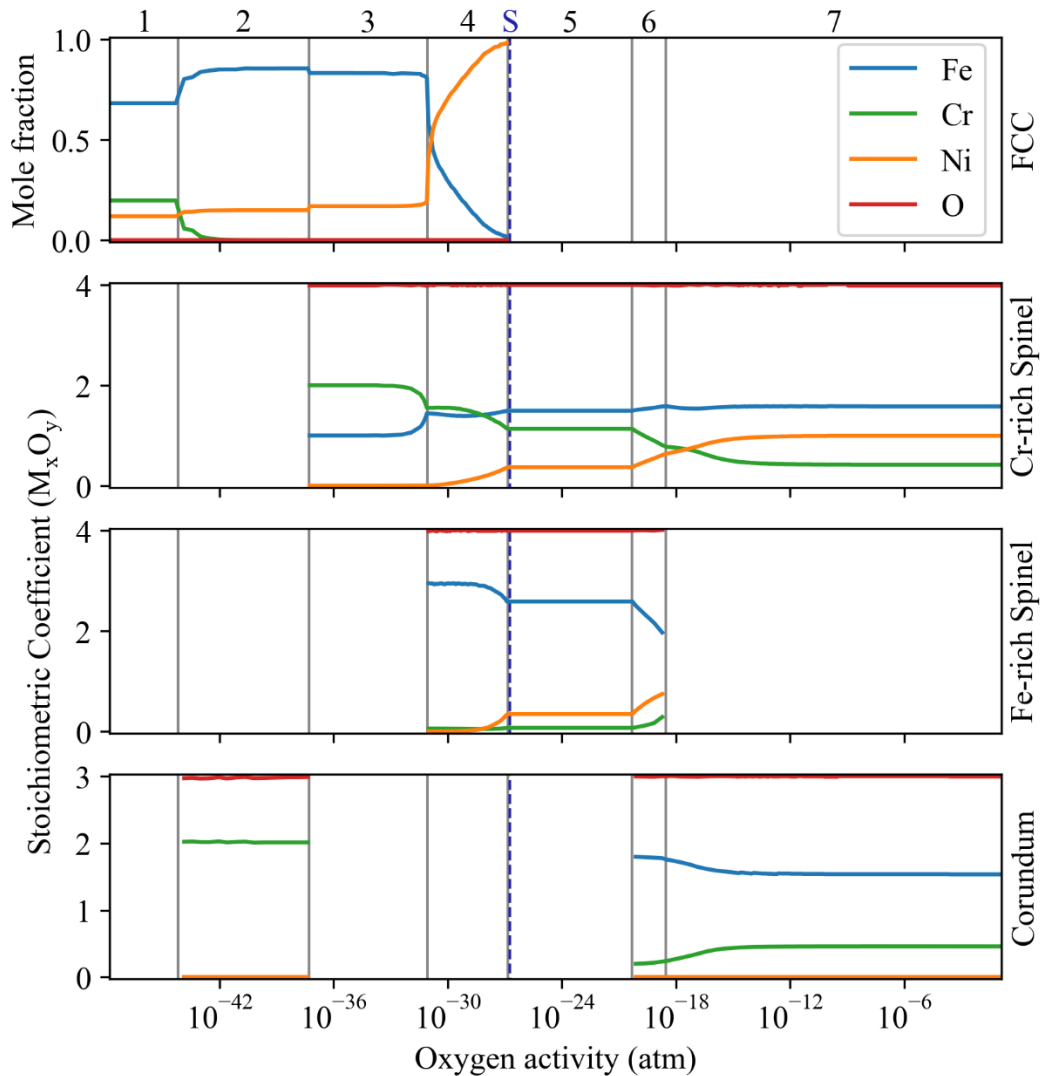 1 2 3 4 S 5 6 7
Mole fraction
1.0
0.5
0.0
Fe
Cr
Ni
O
FCC
Stoichiometric Coefficient (MₓOᵧ)
4
2
0
Cr-rich Spinel
4
2
0
Fe-rich Spinel
3
2
1
0
Corundum
10⁻⁴² 10⁻³⁶ 10⁻³⁰ 10⁻²⁴ 10⁻¹⁸ 10⁻¹² 10⁻⁶
Oxygen activity (atm)